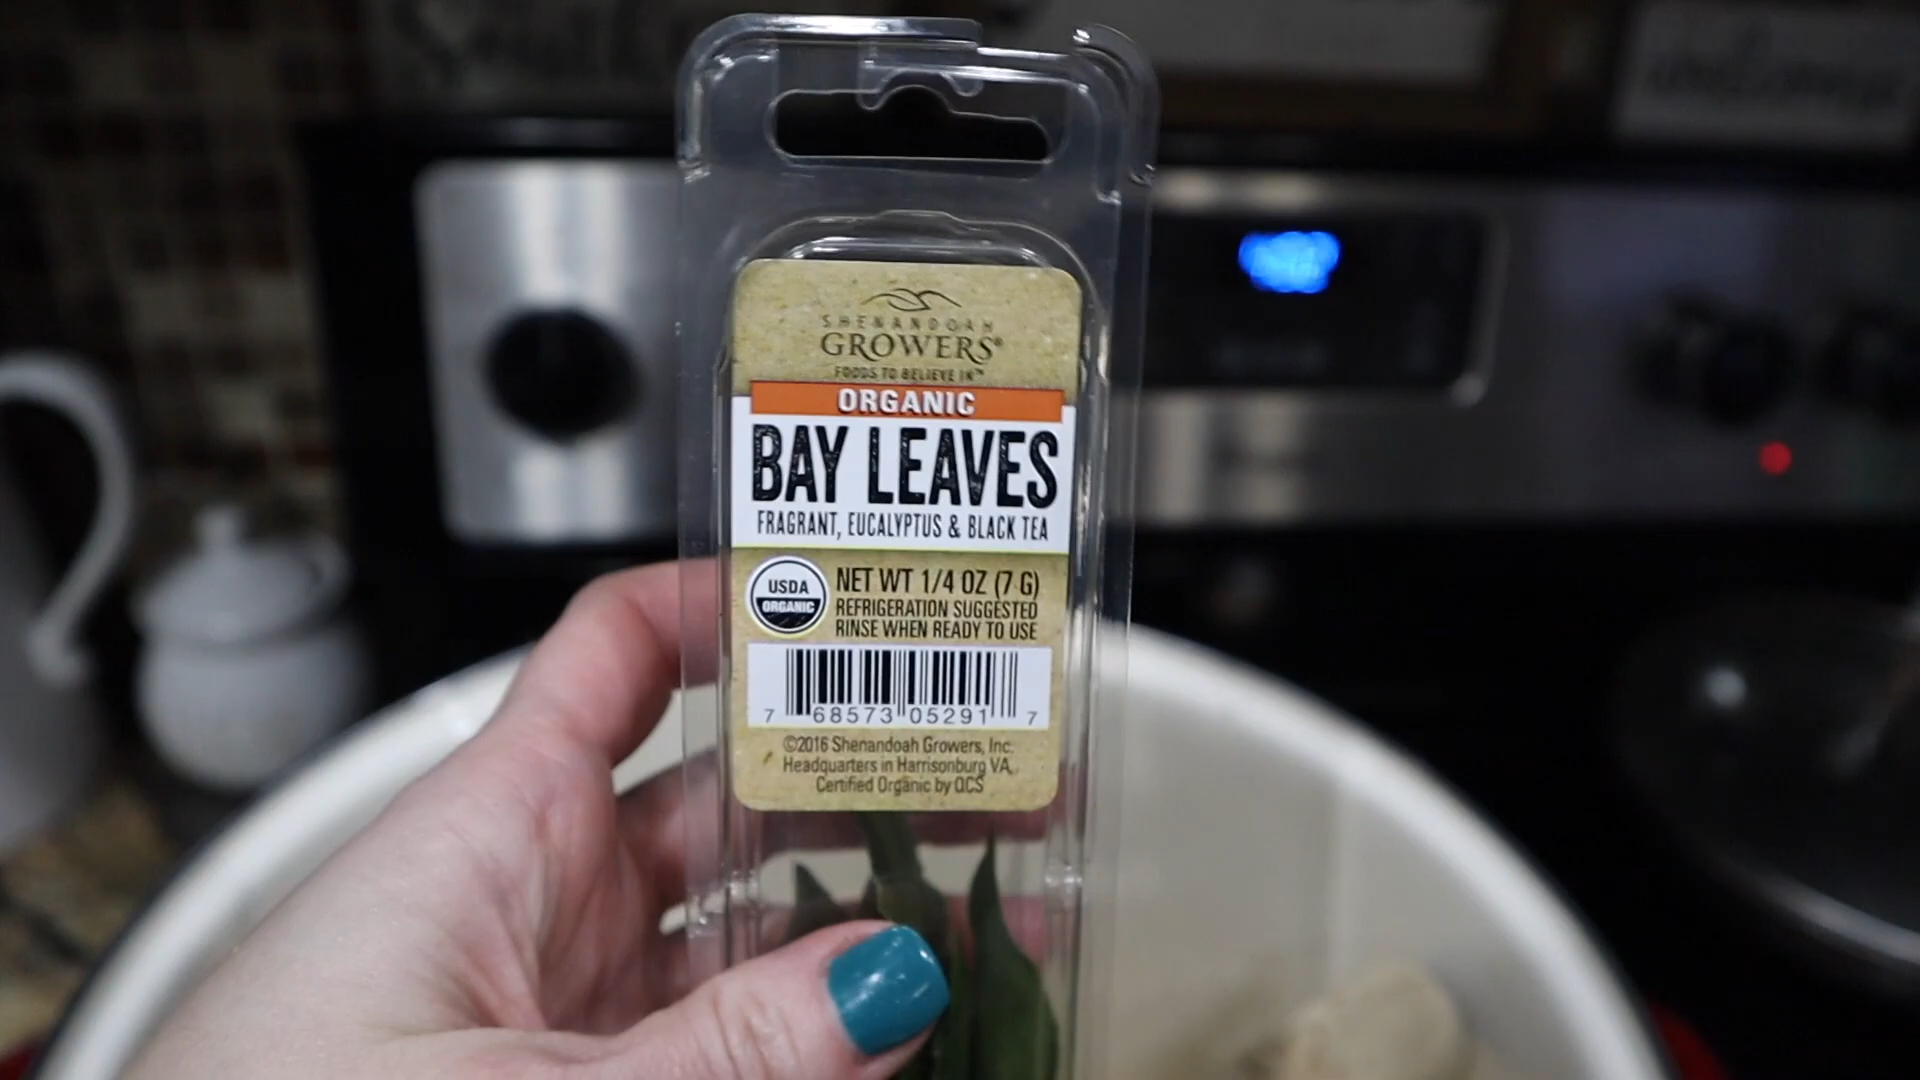 SHENANDOAH
GROWERS®
FOODS TO BELIEVE IN™
ORGANIC
BAY LEAVES
FRAGRANT, EUCALYPTUS & BLACK TEA
USDA
ORGANIC
NET WT 1/4 OZ (7 G)
REFRIGERATION SUGGESTED
RINSE WHEN READY TO USE
7 68573 05291 7
©2016 Shenandoah Growers, Inc.
Headquarters in Harrisonburg VA.
Certified Organic by QCS